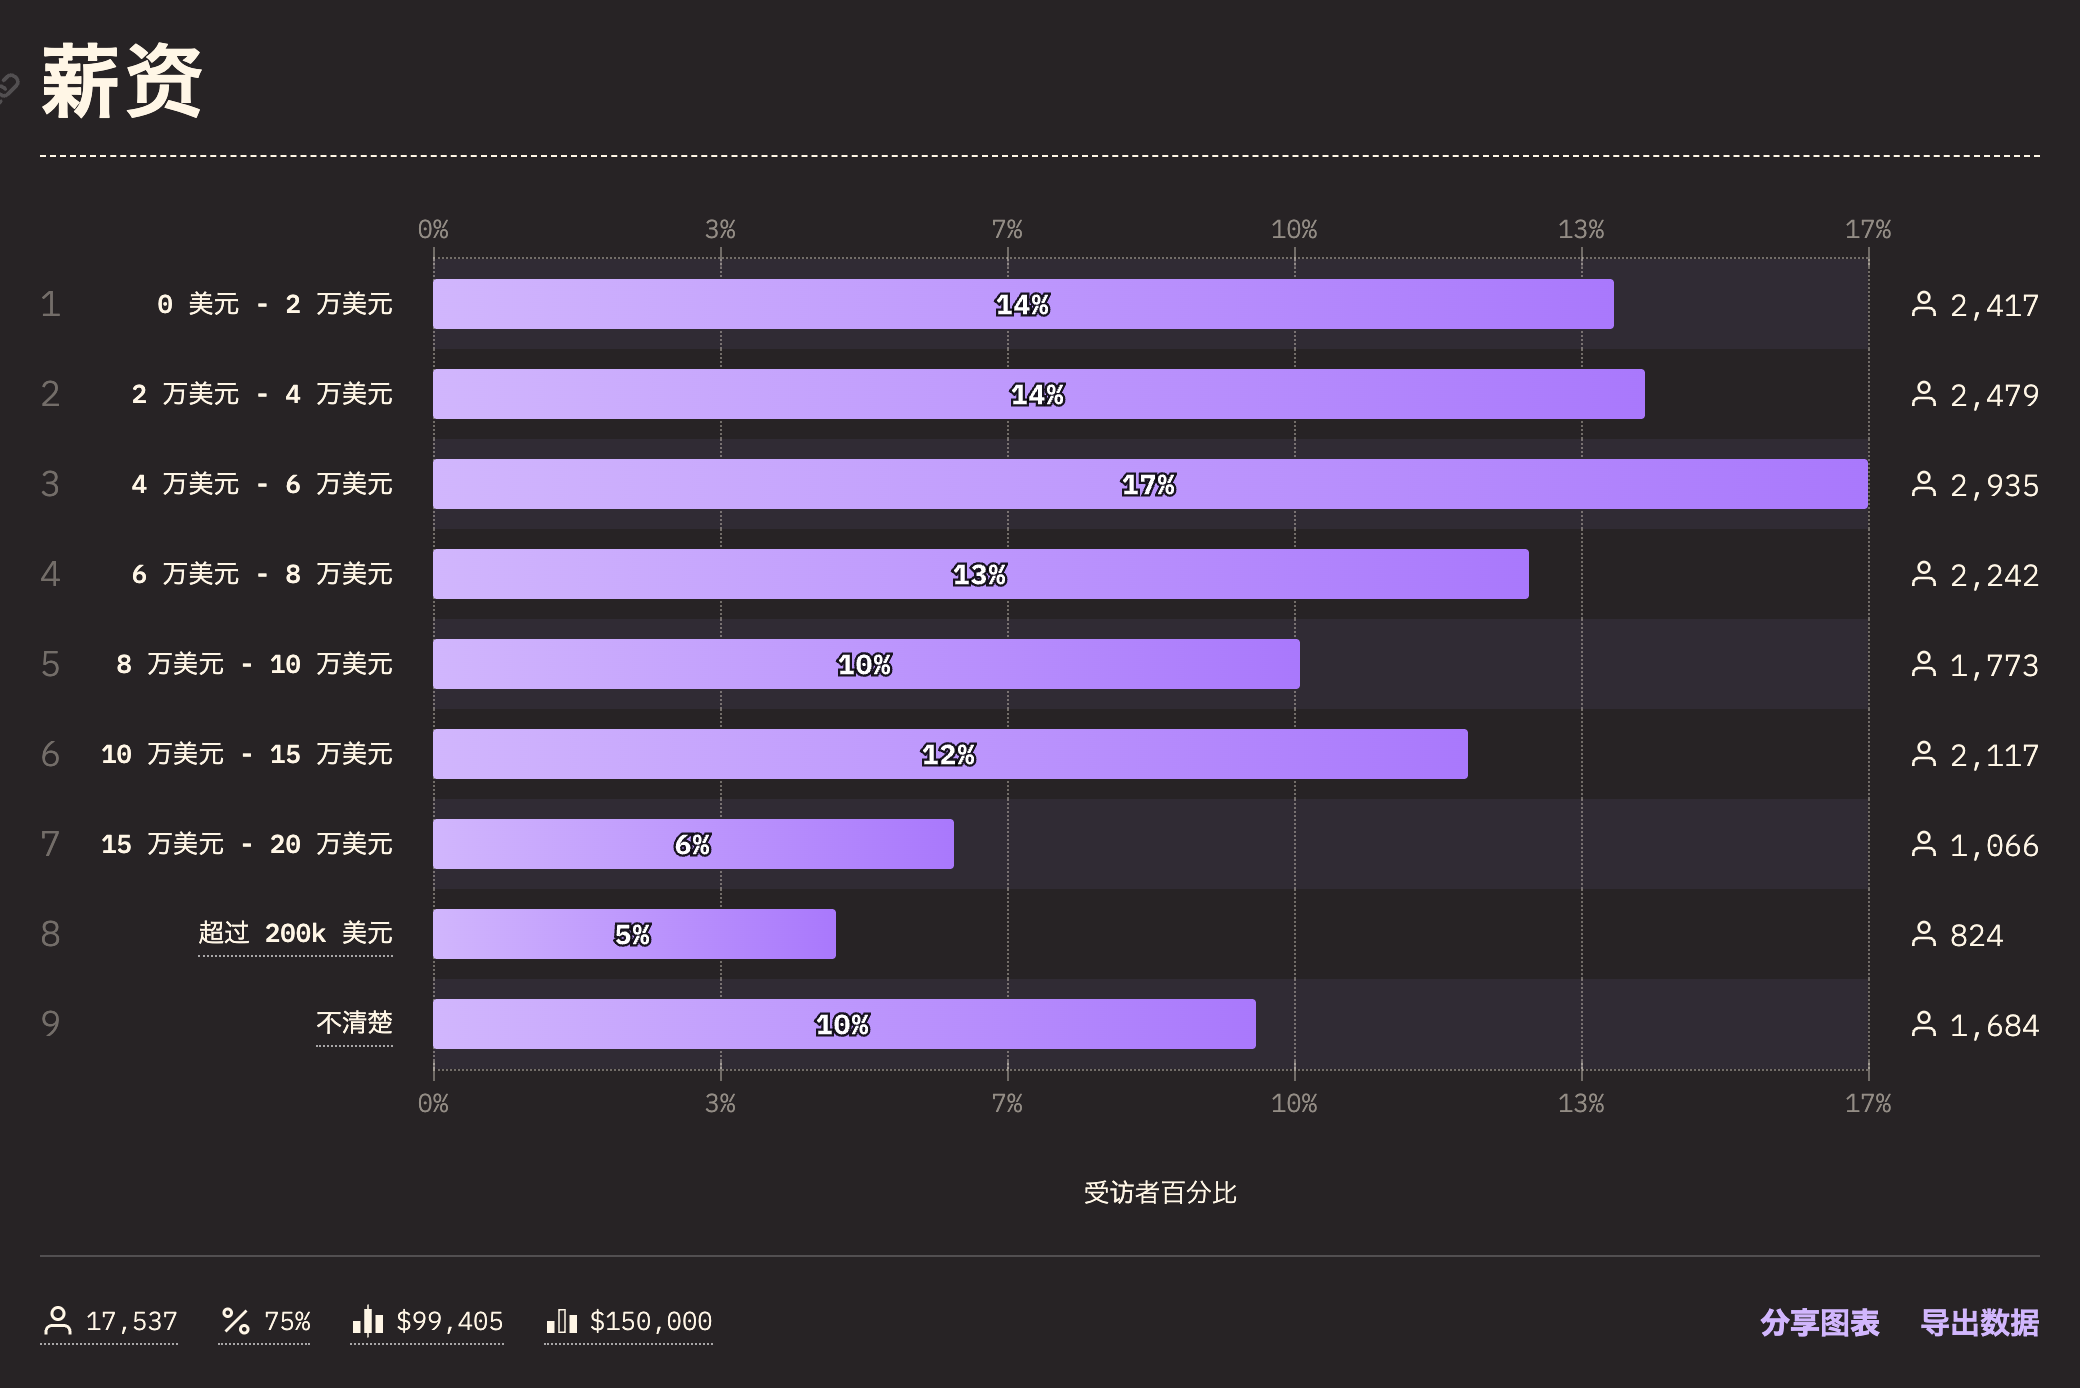 薪资
0% 3% 7% 10% 13% 17%
1 0 美元 - 2 万美元 14% 2,417
2 2 万美元 - 4 万美元 14% 2,479
3 4 万美元 - 6 万美元 17% 2,935
4 6 万美元 - 8 万美元 13% 2,242
5 8 万美元 - 10 万美元 10% 1,773
6 10 万美元 - 15 万美元 12% 2,117
7 15 万美元 - 20 万美元 6% 1,066
8 超过 200k 美元 5% 824
9 不清楚 10% 1,684
0% 3% 7% 10% 13% 17%
受访者百分比
17,537 % 75% $99,405 $150,000 分享图表 导出数据